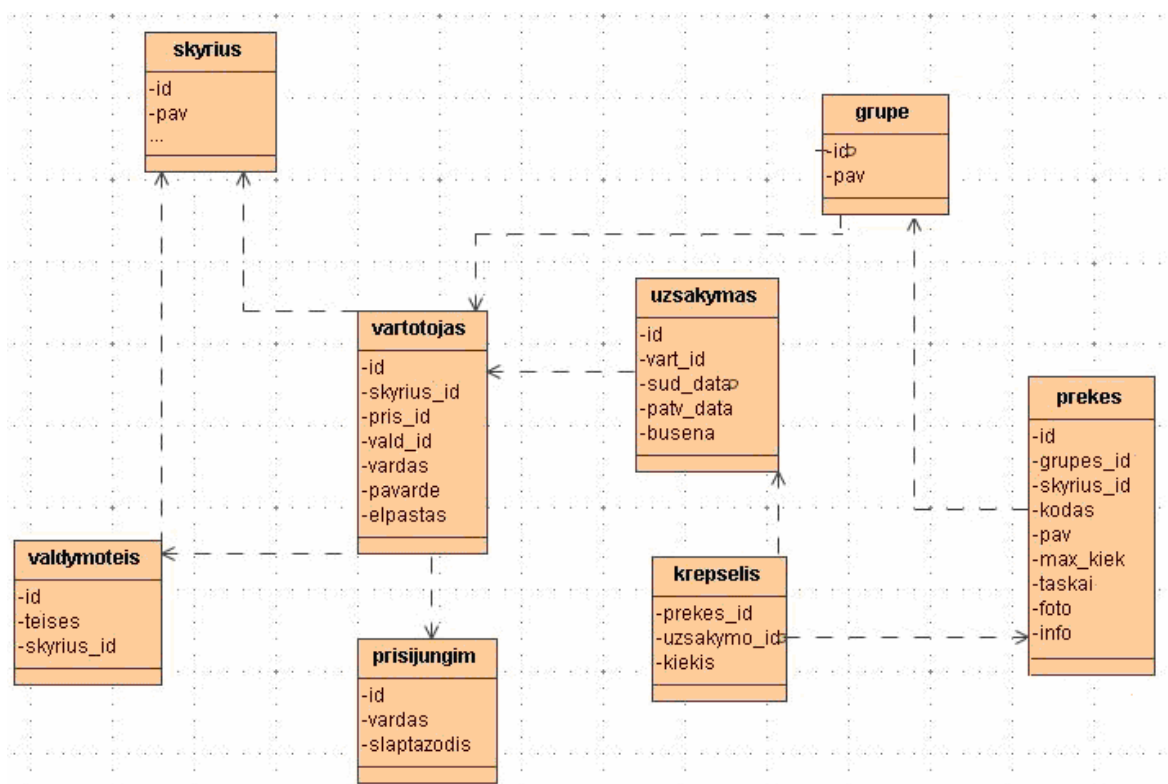 skyrius
-id
-pav
...
grupe
-id
-pav
uzsakymas
-id
-vart_id
-sud_data
-patv_data
-busena
vartotojas
-id
-skyrius_id
-pris_id
-vald_id
-vardas
-pavarde
-elpastas
prekes
-id
-grupes_id
-skyrius_id
-kodas
-pav
-max_kiek
-taskai
-foto
-info
valdymoteis
-id
-teises
-skyrius_id
krepselis
-prekes_id
-uzsakymo_id
-kiekis
prisijungim
-id
-vardas
-slaptazodis